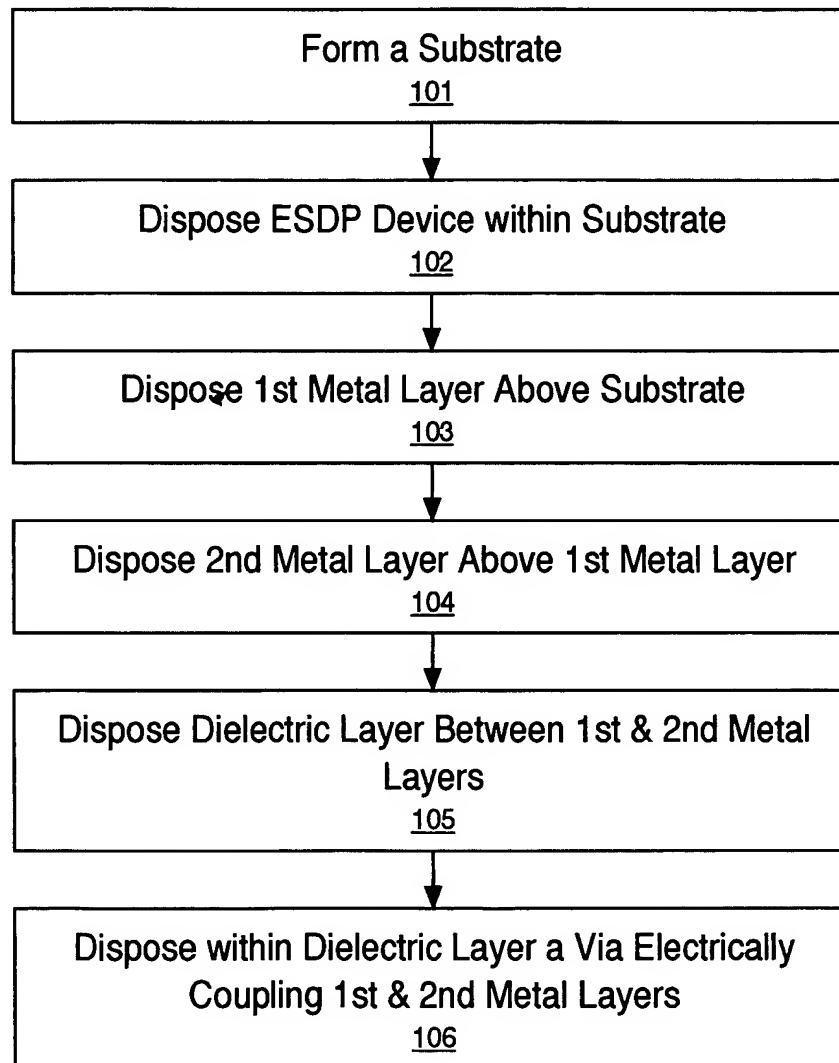 Form a Substrate
101
Dispose ESDP Device within Substrate
102
Dispose 1st Metal Layer Above Substrate
103
Dispose 2nd Metal Layer Above 1st Metal Layer
104
Dispose Dielectric Layer Between 1st & 2nd Metal
Layers
105
Dispose within Dielectric Layer a Via Electrically
Coupling 1st & 2nd Metal Layers
106